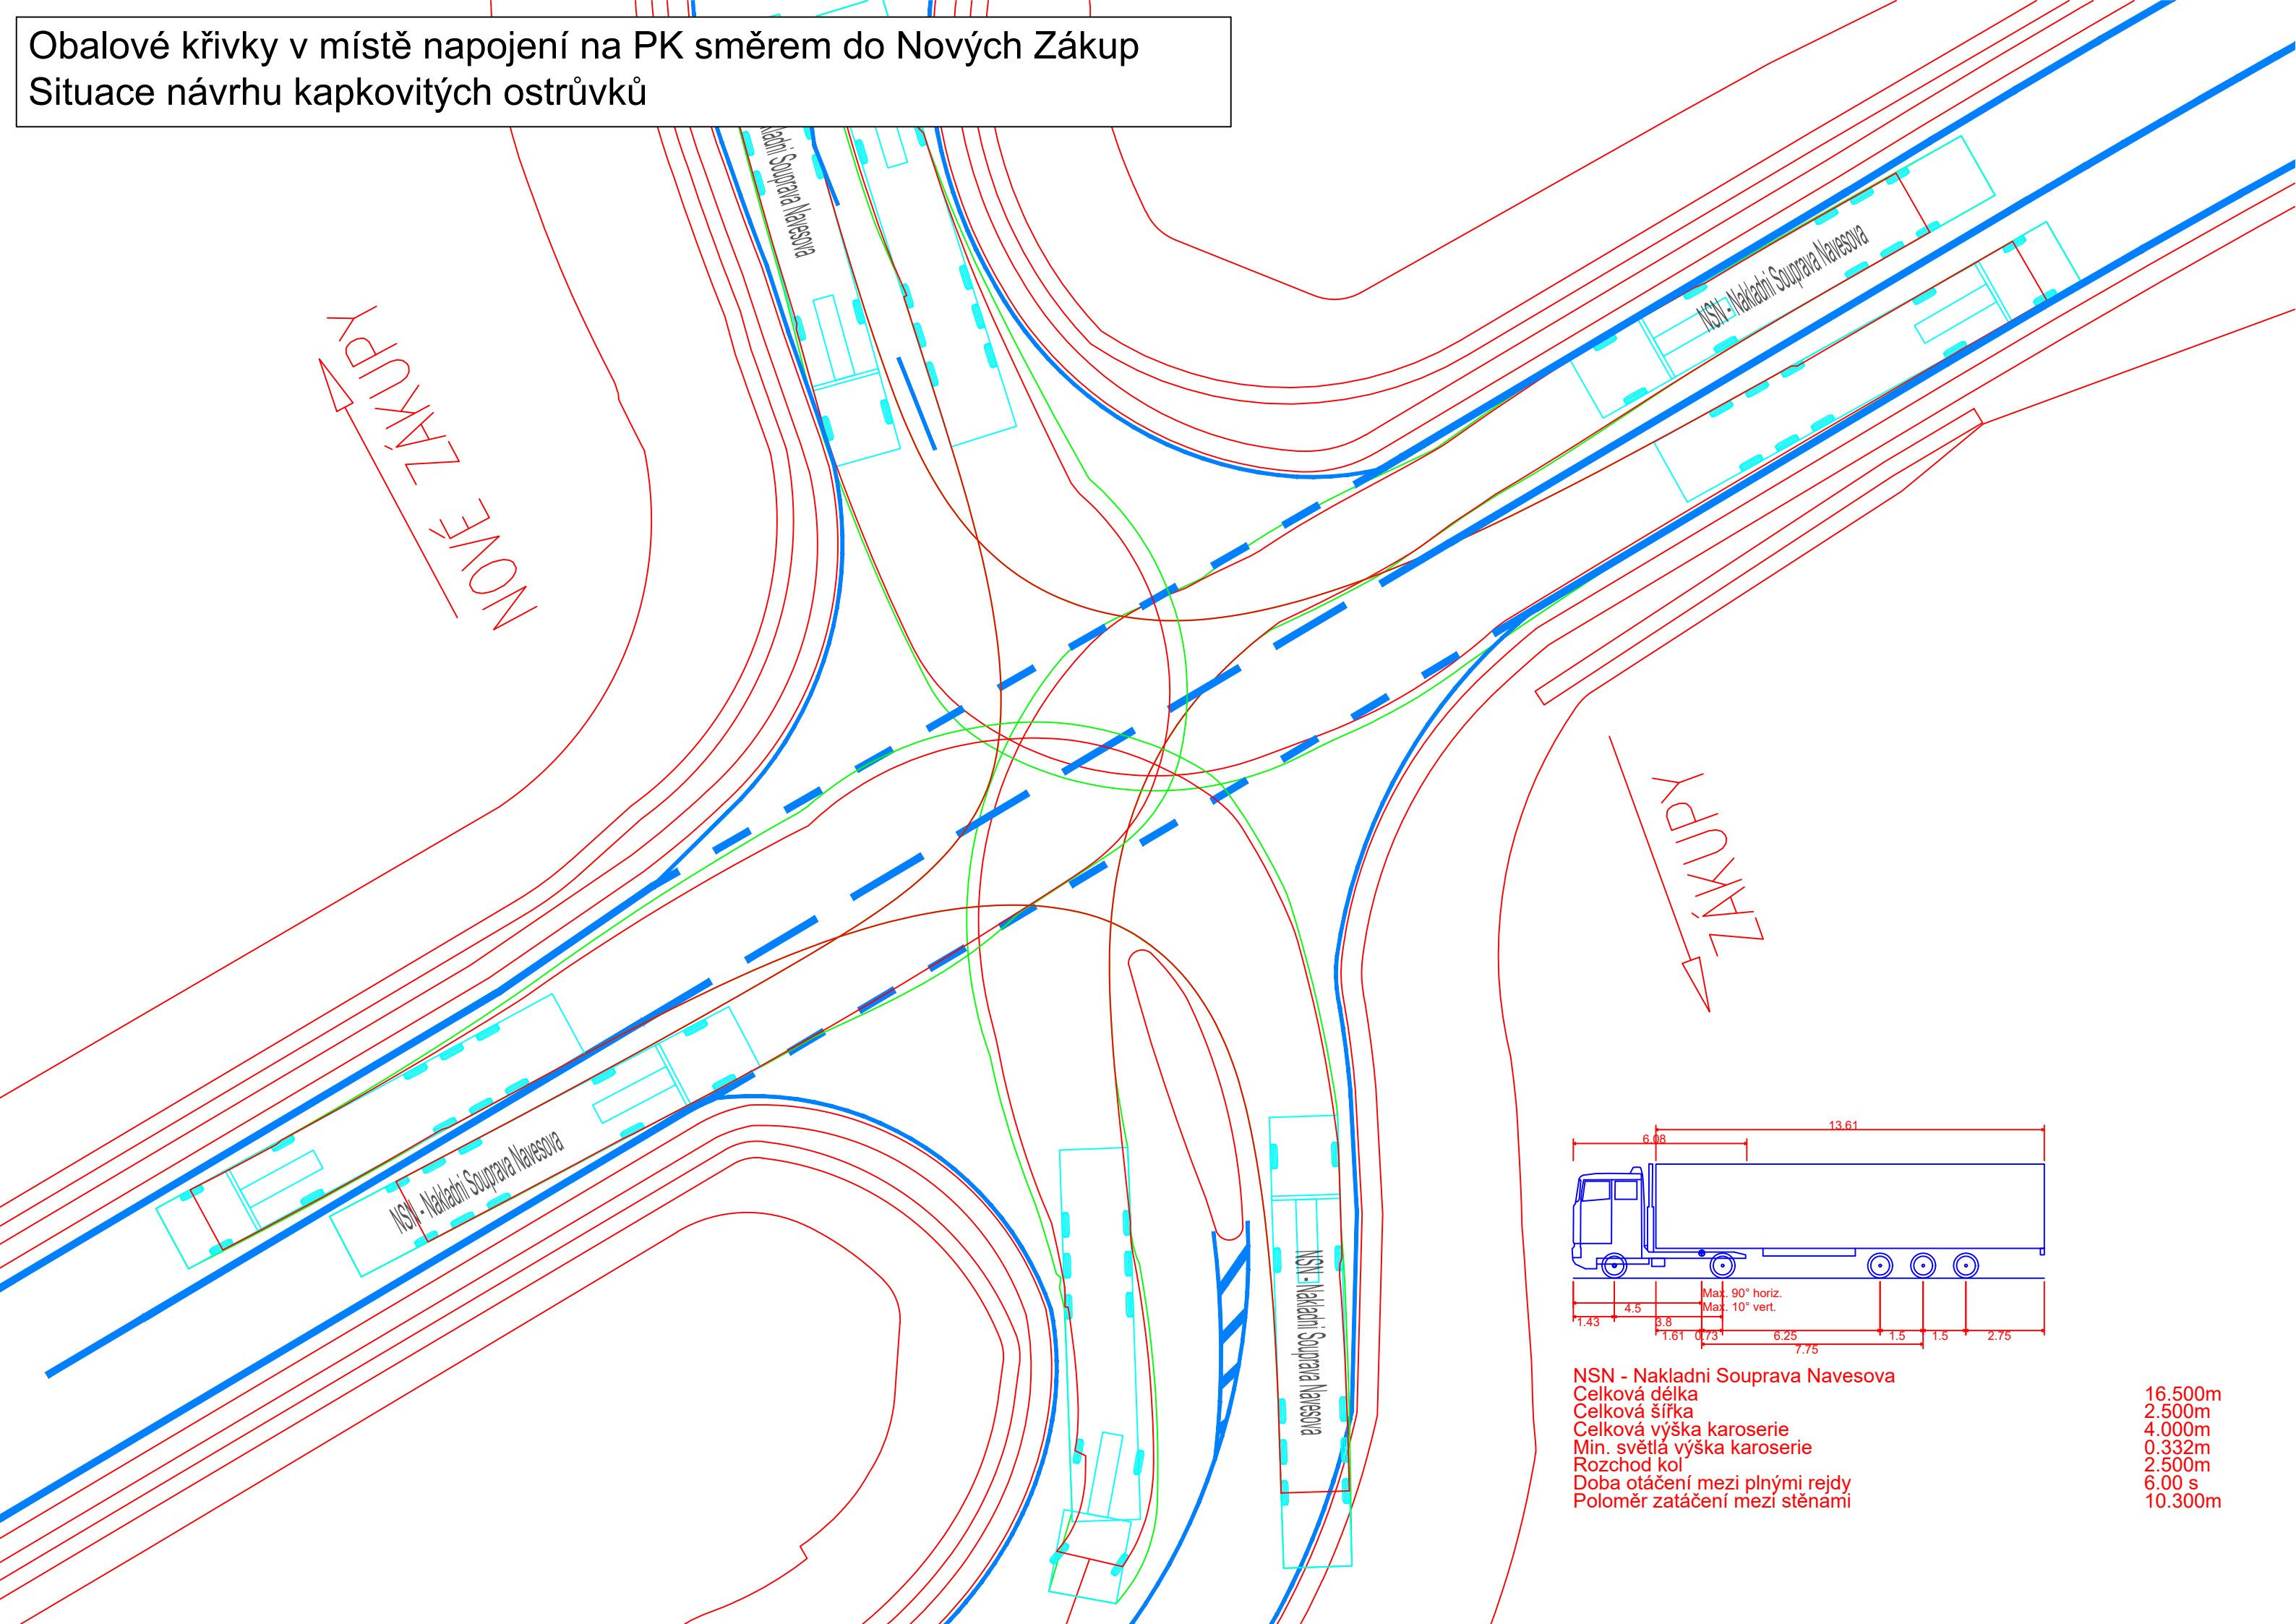 Obalové křivky v místě napojení na PK směrem do Nových Zákup
Situace návrhu kapkovitých ostrůvků
Nakladni Souprava Navesova
NSN - Nakladni Souprava Navesova
NOVÉ ZÁKUPY
ZÁKUPY
NSN - Nakladni Souprava Navesova
NSN - Nakladni Souprava Navesova
13.61
6.08
Max. 90° horiz.
Max. 10° vert.
4.5
1.43
3.8
1.61
0.73
6.25
1.5
1.5
2.75
7.75
NSN - Nakladni Souprava Navesova
Celková délka 16.500m
Celková šířka 2.500m
Celková výška karoserie 4.000m
Min. světlá výška karoserie 0.332m
Rozchod kol 2.500m
Doba otáčení mezi plnými rejdy 6.00 s
Poloměr zatáčení mezi stěnami 10.300m